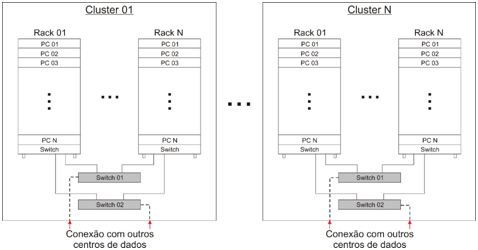 Cluster 01
Rack 01
PC 01
PC 02
PC 03
PC N
Switch
Rack N
PC 01
PC 02
PC 03
PC N
Switch
Switch 01
Switch 02
Conexão com outros
centros de dados
Cluster N
Rack 01
PC 01
PC 02
PC 03
PC N
Switch
Rack N
PC 01
PC 02
PC 03
PC N
Switch
Switch 01
Switch 02
Conexão com outros
centros de dados